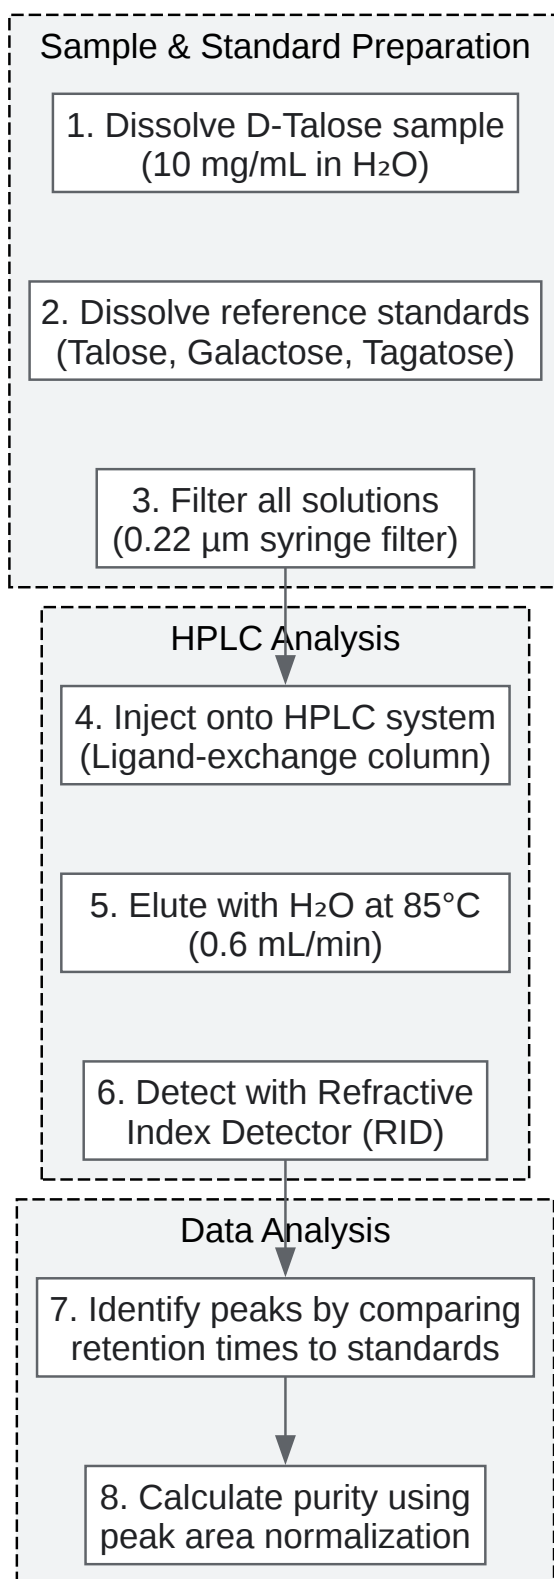 Sample & Standard Preparation
1. Dissolve D-Talose sample
(10 mg/mL in H₂O)
2. Dissolve reference standards
(Talose, Galactose, Tagatose)
3. Filter all solutions
(0.22 µm syringe filter)
HPLC Analysis
4. Inject onto HPLC system
(Ligand-exchange column)
5. Elute with H₂O at 85°C
(0.6 mL/min)
6. Detect with Refractive
Index Detector (RID)
Data Analysis
7. Identify peaks by comparing
retention times to standards
8. Calculate purity using
peak area normalization